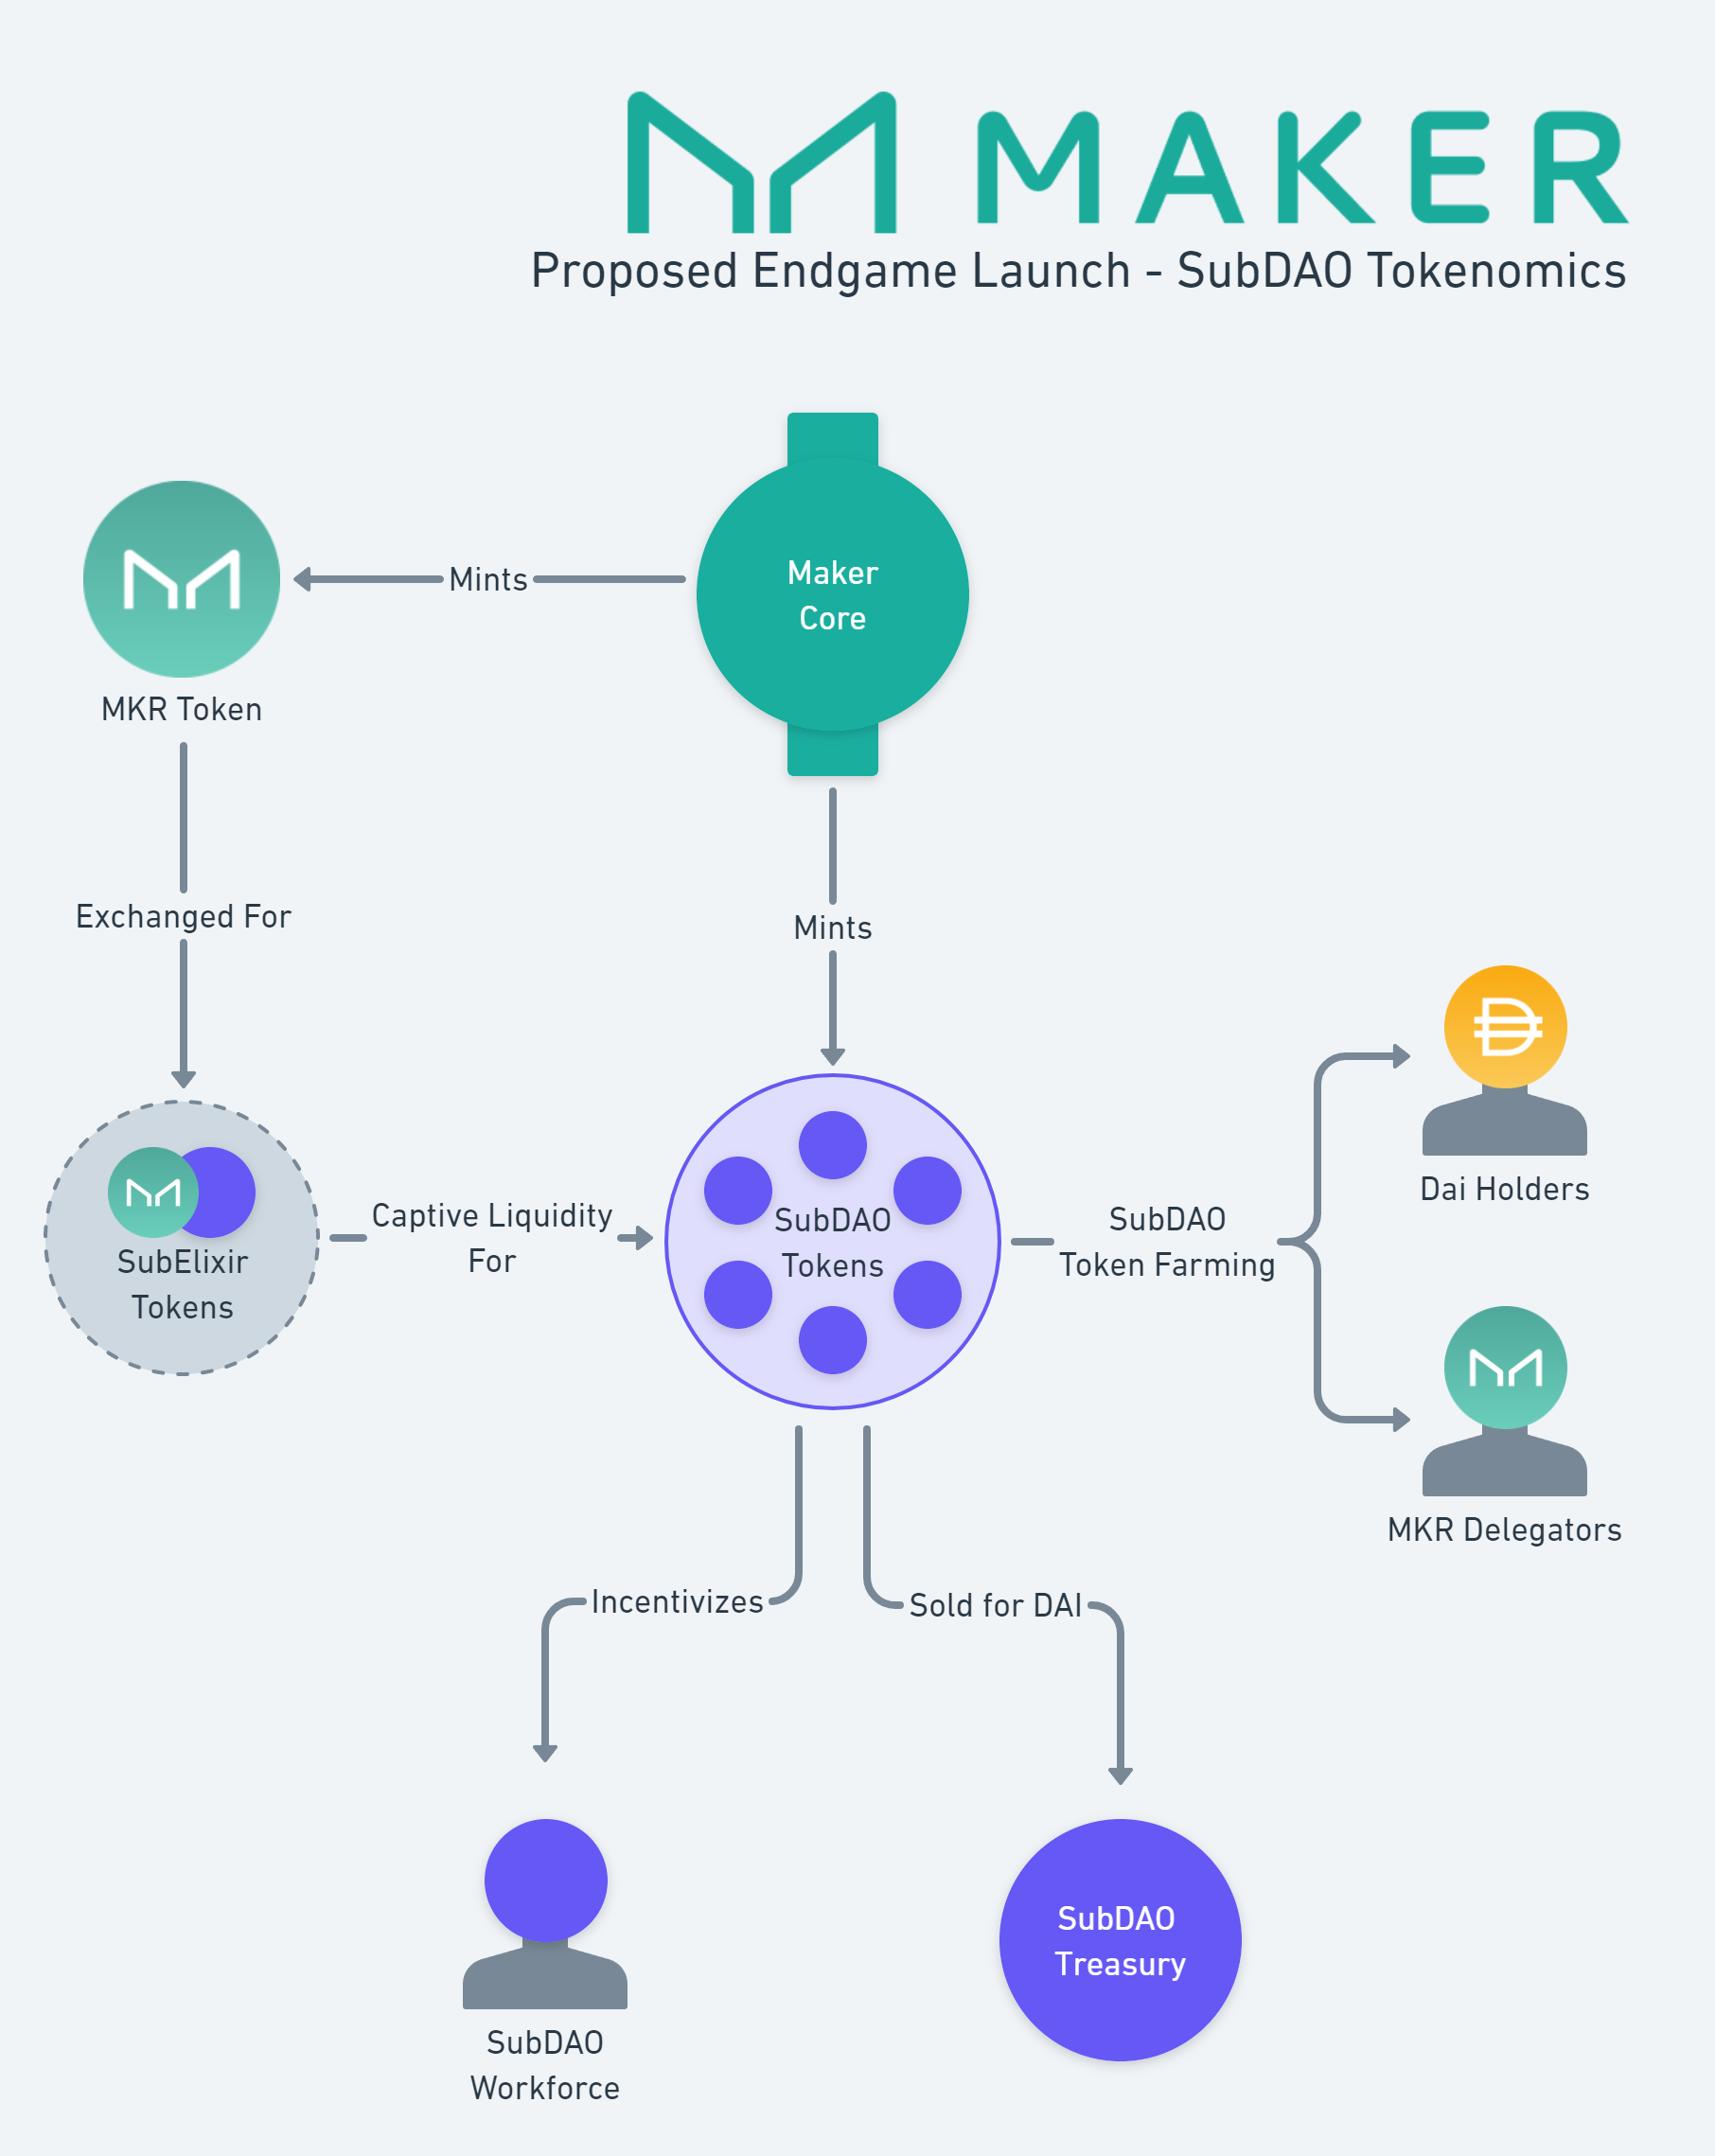 MAKER
Proposed Endgame Launch - SubDAO Tokenomics
Maker
Core
Mints
MKR Token
Exchanged For
Mints
SubElixir
Tokens
Captive Liquidity
For
SubDAO
Tokens
SubDAO
Token Farming
Dai Holders
MKR Delegators
Incentivizes
Sold for DAI
SubDAO
Workforce
SubDAO
Treasury